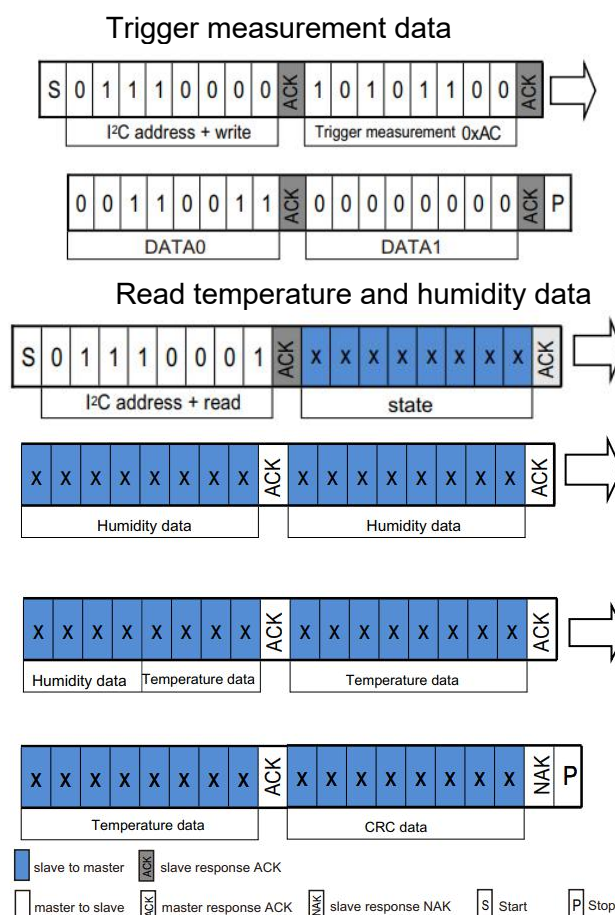 Trigger measurement data
S 0 1 1 1 0 0 0 0 ACK 1 0 1 0 1 1 0 0 ACK
I²C address + write Trigger measurement 0xAC
0 0 1 1 0 0 1 1 ACK 0 0 0 0 0 0 0 0 ACK P
DATA0 DATA1
Read temperature and humidity data
S 0 1 1 1 0 0 0 1 ACK X X X X X X X X ACK
I²C address + read state
X X X X X X X X ACK X X X X X X X X ACK
Humidity data Humidity data
X X X X X X X X ACK X X X X X X X X ACK
Humidity data Temperature data Temperature data
X X X X X X X X ACK X X X X X X X X NAK P
Temperature data CRC data
slave to master ACK slave response ACK
master to slave ACK master response ACK NAK slave response NAK S Start P Stop